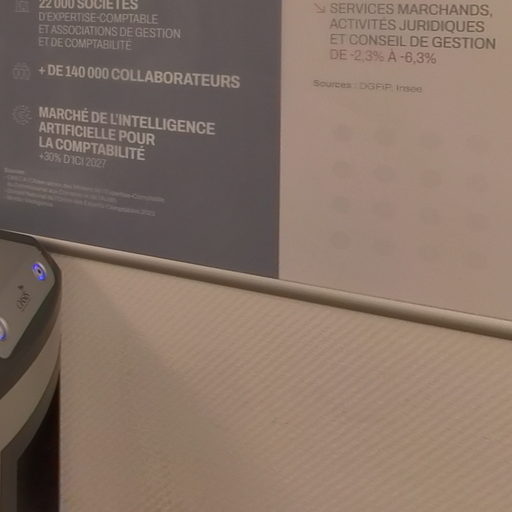 22 000 SOCIÉTÉS
D'EXPERTISE-COMPTABLE
ET ASSOCIATIONS DE GESTION
ET DE COMPTABILITÉ
+ DE 140 000 COLLABORATEURS
MARCHÉ DE L'INTELLIGENCE
ARTIFICIELLE POUR
LA COMPTABILITÉ
+30% D'ICI 2027
Sources :
SERVICES MARCHANDS,
ACTIVITÉS JURIDIQUES
ET CONSEIL DE GESTION
DE -2,3% À -6,3%
Sources : DGFiP, Insee